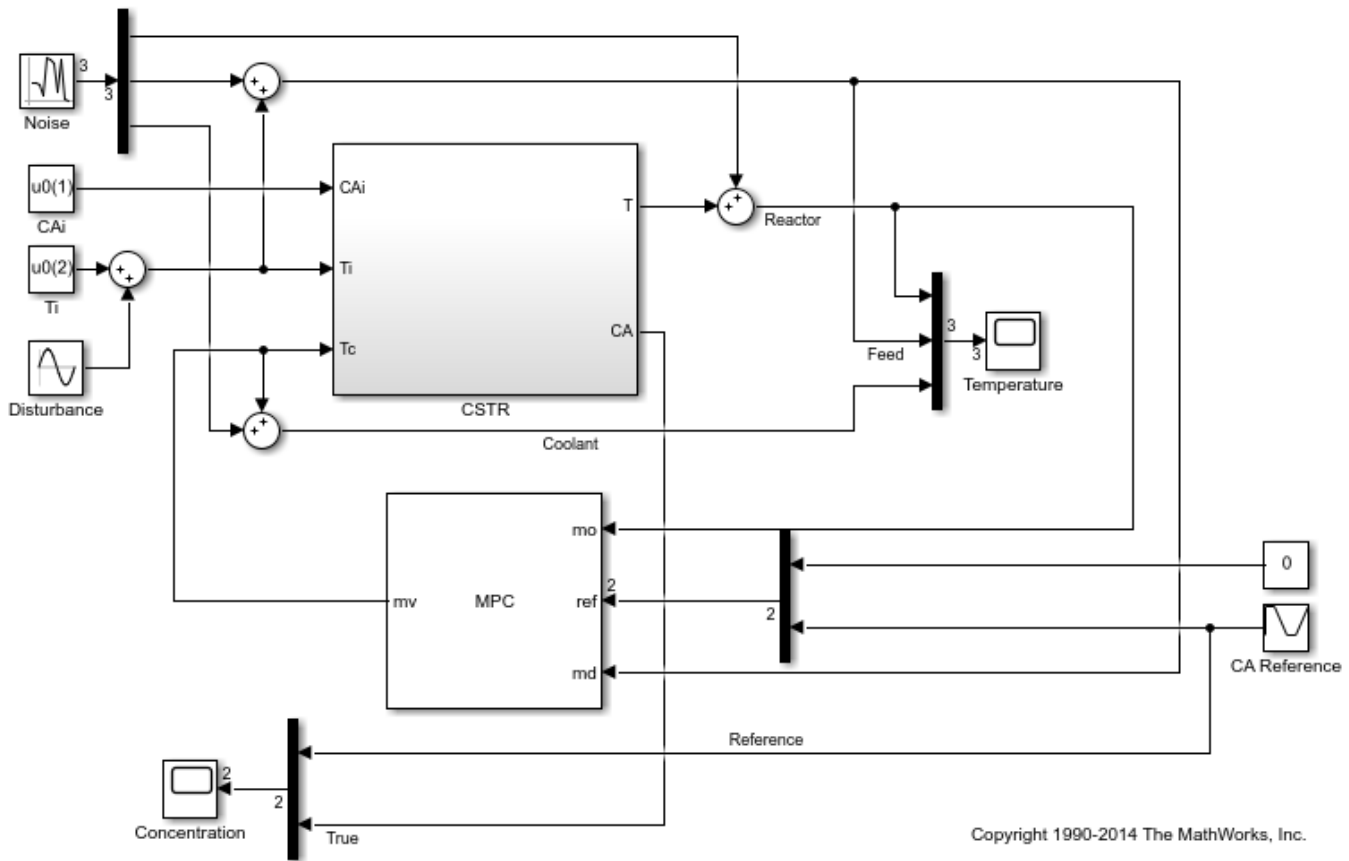 3
3
Noise
u0(1)
CAi
u0(2)
Ti
Disturbance
CAi
T
Ti
CA
Tc
CSTR
Reactor
Feed
3
3
Temperature
Coolant
mo
mv
MPC
ref
2
md
2
0
CA Reference
Reference
2
2
Concentration
True
Copyright 1990-2014 The MathWorks, Inc.